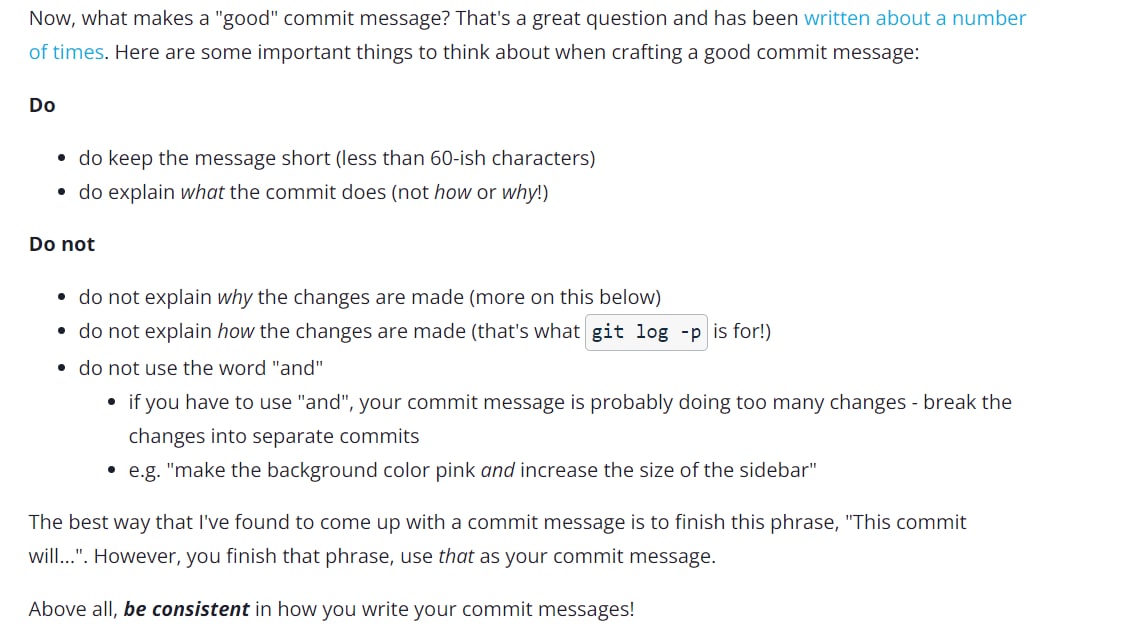 Now, what makes a "good" commit message? That's a great question and has been written about a number
of times. Here are some important things to think about when crafting a good commit message:
Do
• do keep the message short (less than 60-ish characters)
• do explain what the commit does (not how or why!)
Do not
• do not explain why the changes are made (more on this below)
• do not explain how the changes are made (that's what git log -p is for!)
• do not use the word "and"
• if you have to use "and", your commit message is probably doing too many changes - break the
changes into separate commits
• e.g. "make the background color pink and increase the size of the sidebar"
The best way that I've found to come up with a commit message is to finish this phrase, "This commit
will...". However, you finish that phrase, use that as your commit message.
Above all, be consistent in how you write your commit messages!